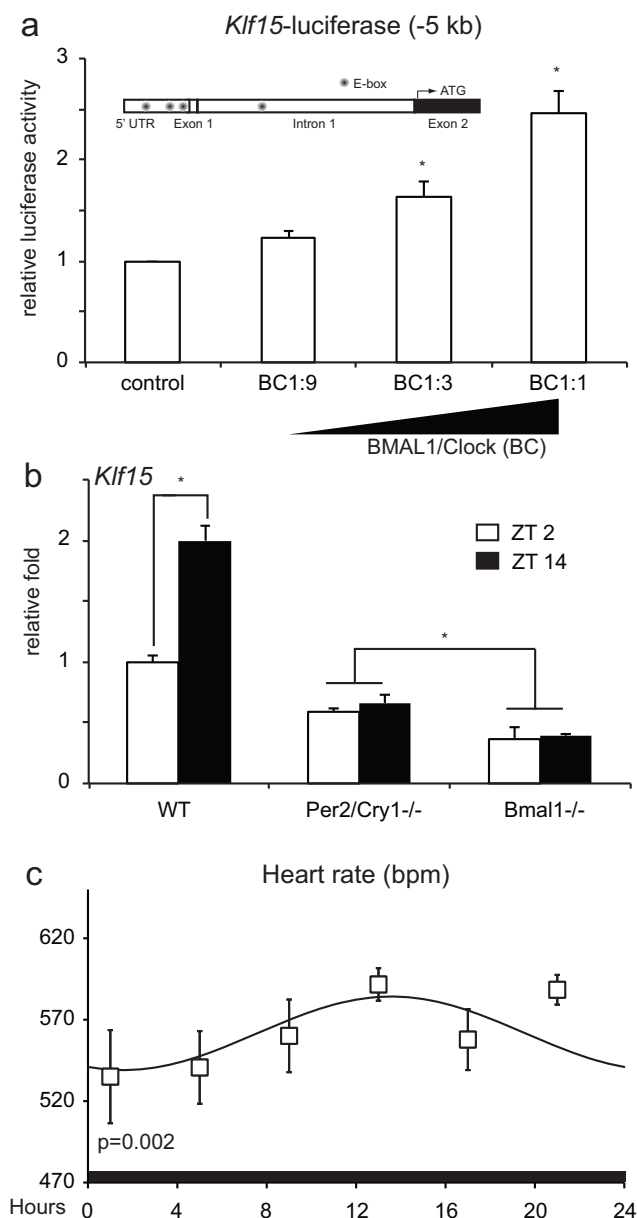 a
Klf15-luciferase (-5 kb)
relative luciferase activity
3
2
1
0
*
*
E-box
ATG
5' UTR Exon 1 Intron 1 Exon 2
control BC1:9 BC1:3 BC1:1
BMAL1/Clock (BC)
b
Klf15
relative fold
2
1
0
*
*
ZT 2
ZT 14
WT Per2/Cry1-/- Bmal1-/-
c
Heart rate (bpm)
620
570
520
470
p=0.002
Hours 0 4 8 12 16 20 24